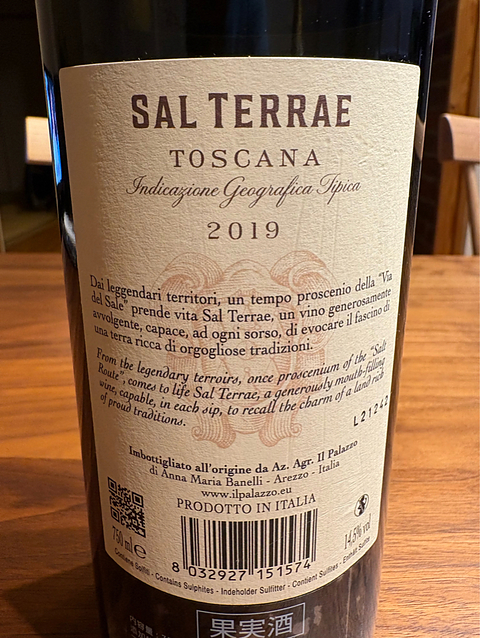 SAL TERRAE
TOSCANA
Indicazione Geografica Tipica
2019
Dai leggendari territori, un tempo proscenio della “Via
del Sale” prende vita Sal Terrae, un vino generosamente
avvolgente, capace, ad ogni sorso, di evocare il fascino di
una terra ricca di orgogliose tradizioni.
From the legendary terroirs, once proscenium of the “Salt
Route”, comes to life Sal Terrae, a generously mouth-filling
wine, capable, in each sip, to recall the charm of a land rich
of proud traditions.
L21242
Imbottigliato all'origine da Az. Agr. Il Palazzo
di Anna Maria Banelli - Arezzo - Italia
www.ilpalazzo.eu
PRODOTTO IN ITALIA
750 ml ℮
14,5% vol
8 032927 151574
Contiene Solfiti - Contains Sulphites - Indeholder Sulfitter - Contient Sulfites - Enthält Sulfite
果実酒